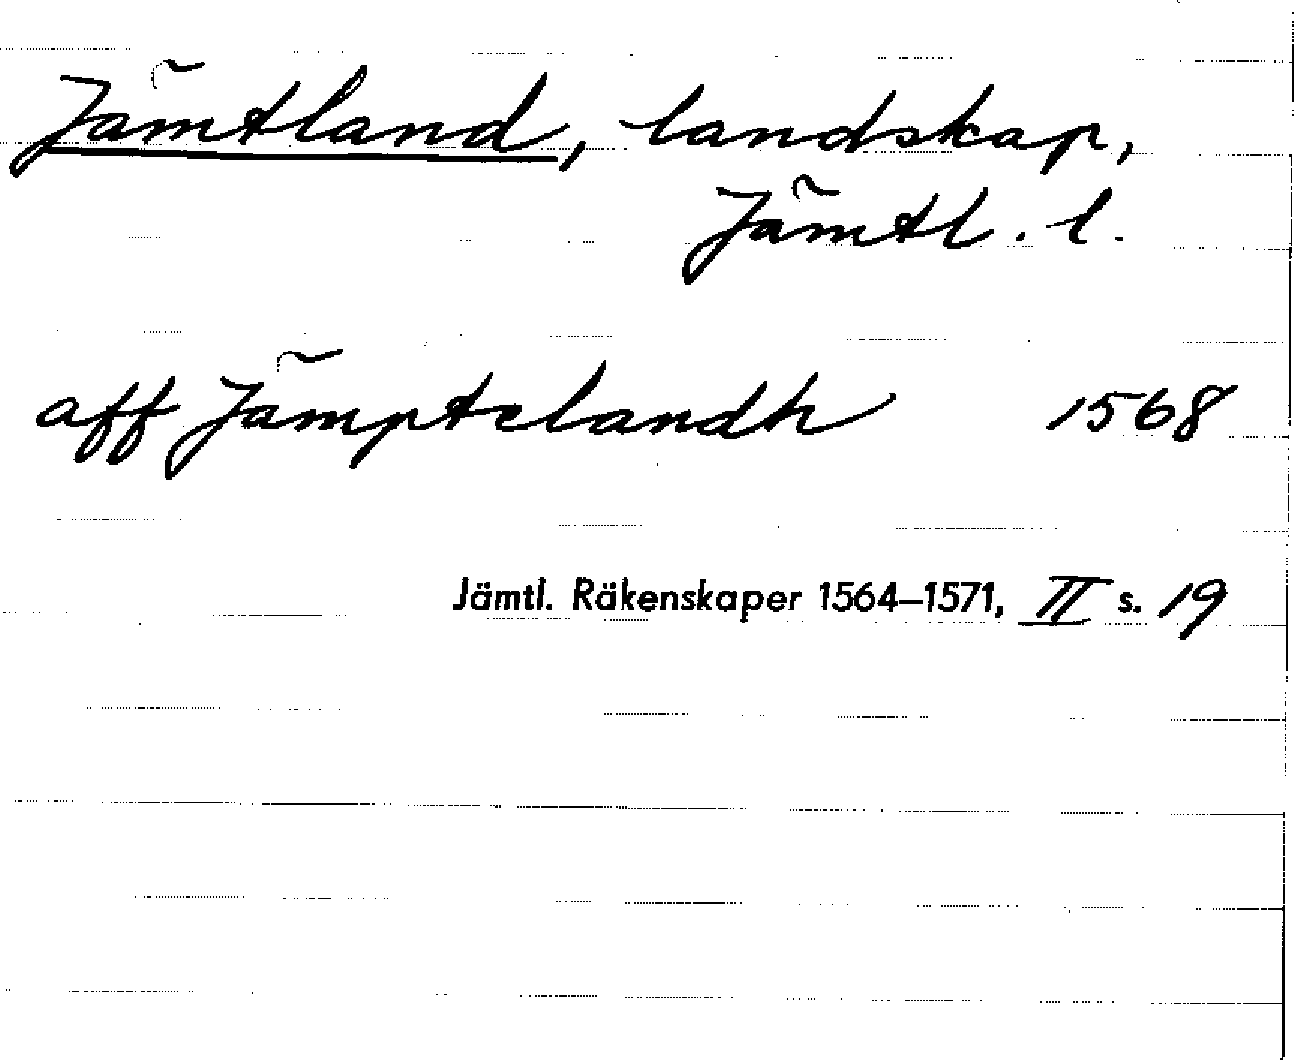 Jämtland, landskap,
Jämtl. l.
aff Jämptelandh 1568
Jämtl. Räkenskaper 1564–1571, II s. 19